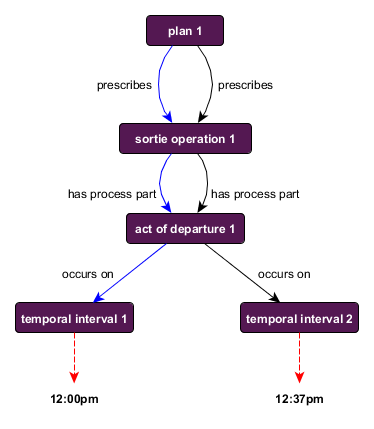 plan 1
prescribes prescribes
sortie operation 1
has process part has process part
act of departure 1
occurs on occurs on
temporal interval 1 temporal interval 2
12:00pm 12:37pm